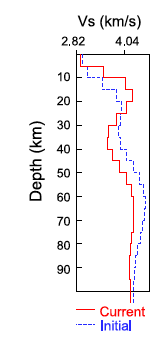 Vs (km/s)
2.82 4.04
10
20
30
40
50
60
70
80
90
Depth (km)
Current
Initial